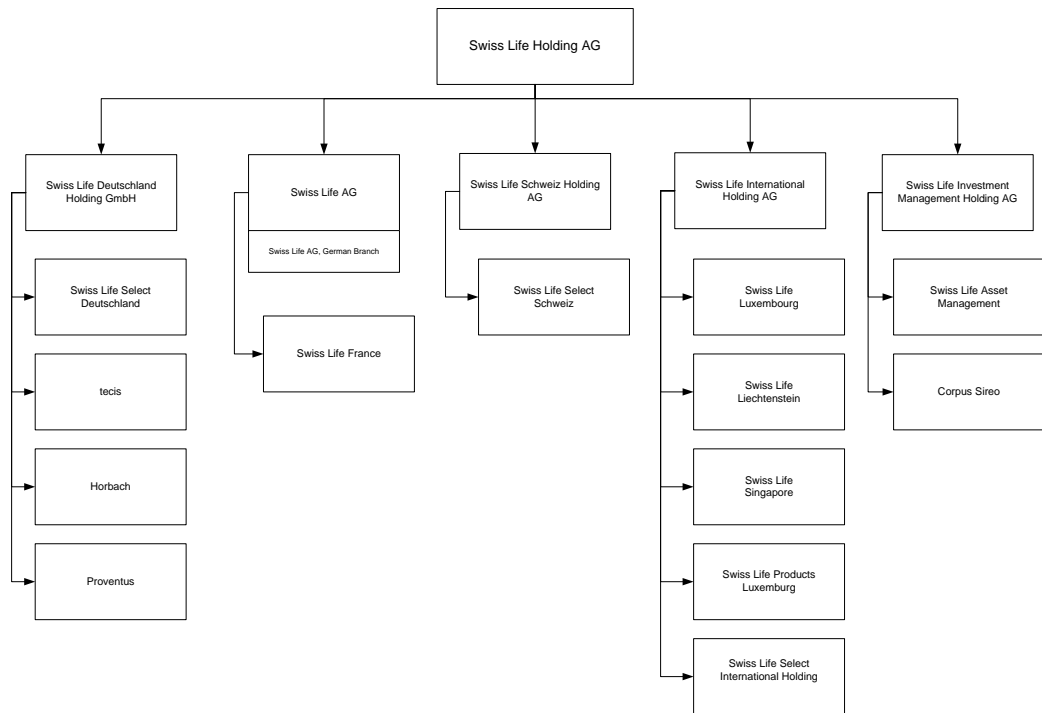 Swiss Life Holding AG
Swiss Life Deutschland
Holding GmbH
Swiss Life AG
Swiss Life AG, German Branch
Swiss Life Schweiz Holding
AG
Swiss Life International
Holding AG
Swiss Life Investment
Management Holding AG
Swiss Life Select
Deutschland
tecis
Horbach
Proventus
Swiss Life France
Swiss Life Select
Schweiz
Swiss Life
Luxembourg
Swiss Life
Liechtenstein
Swiss Life
Singapore
Swiss Life Products
Luxemburg
Swiss Life Select
International Holding
Swiss Life Asset
Management
Corpus Sireo